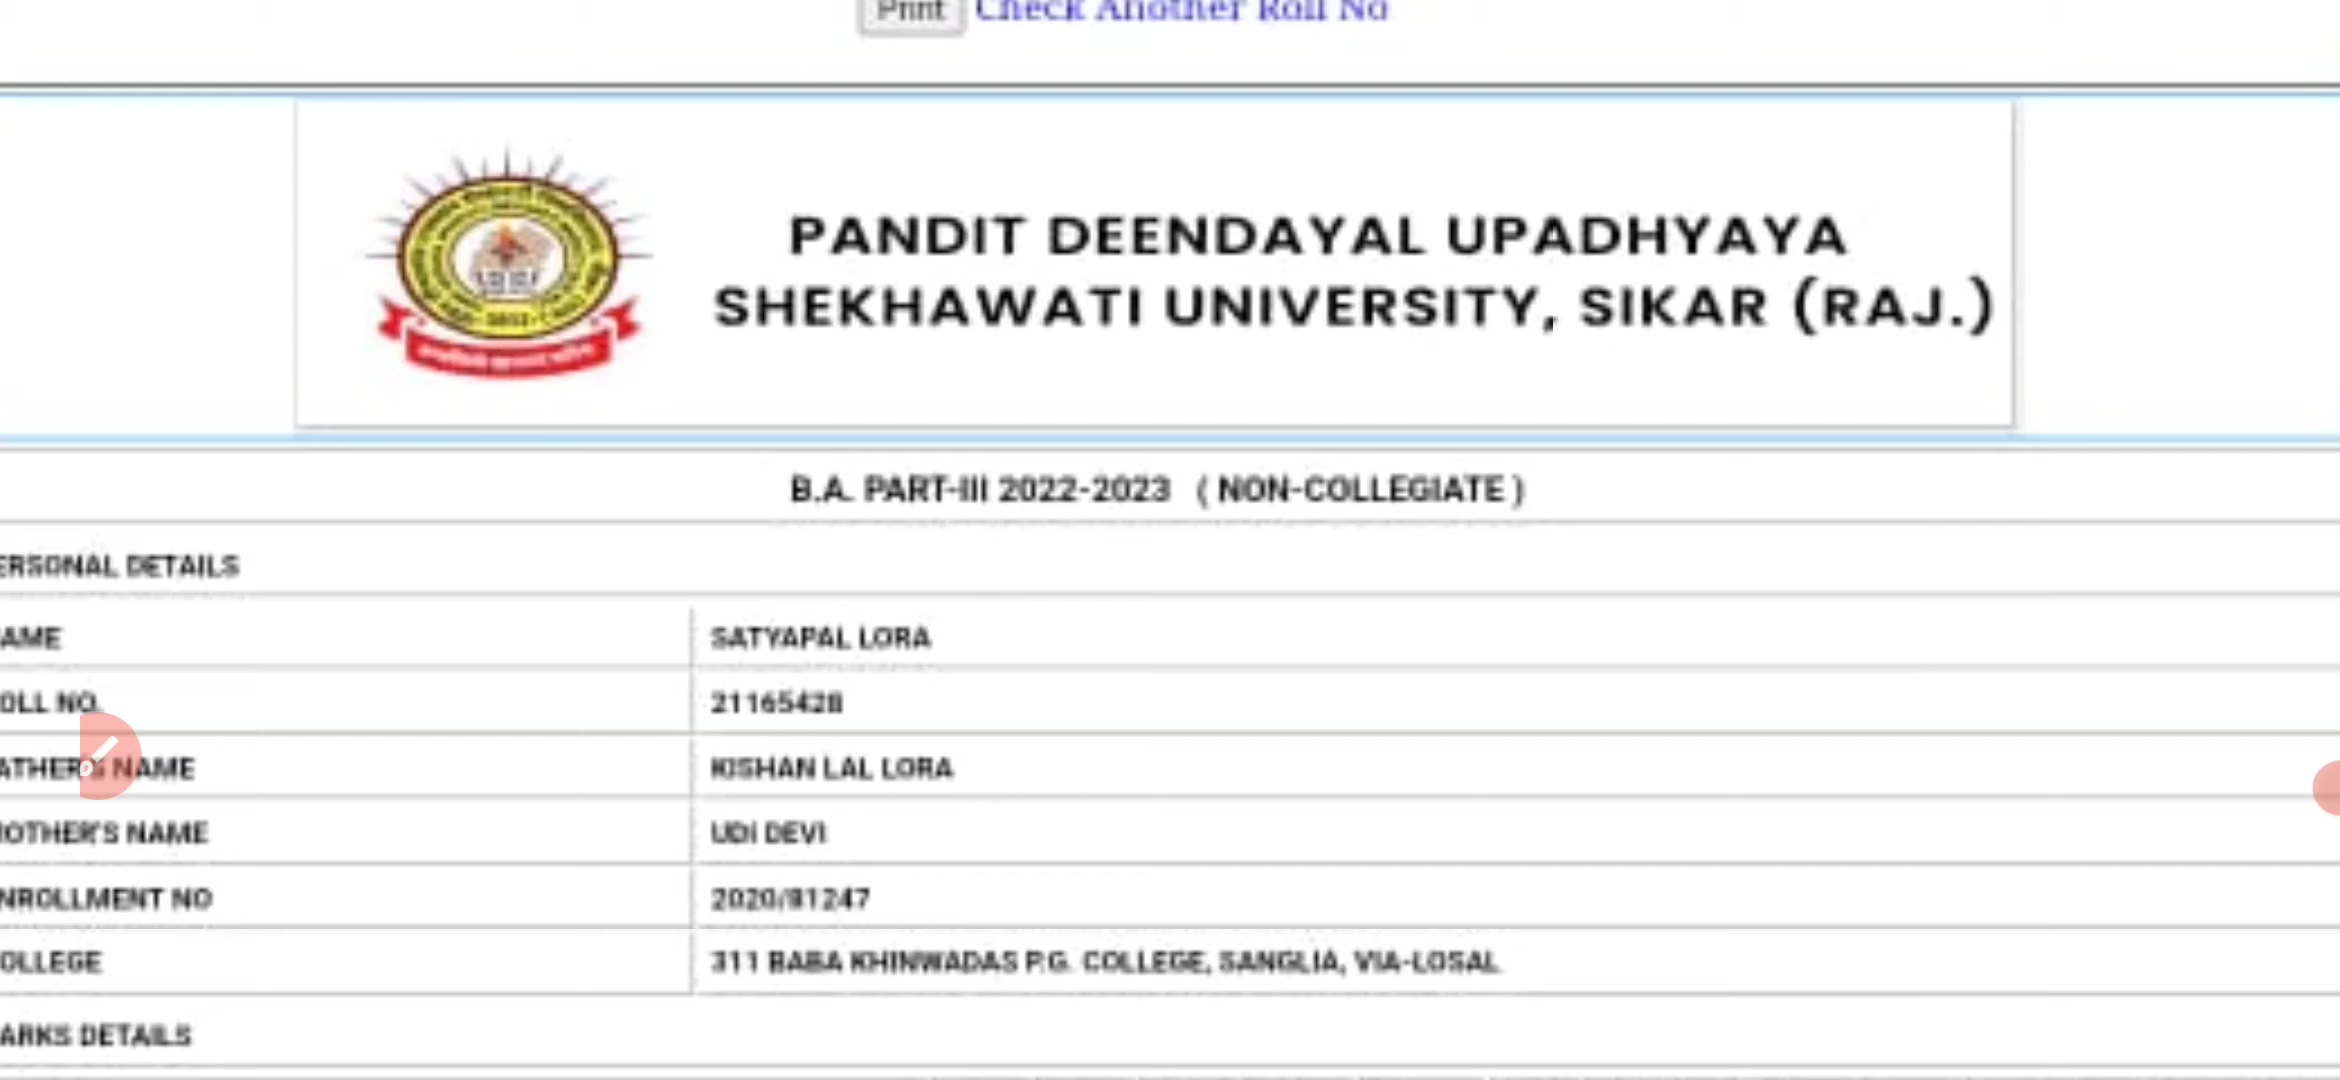 Print Check Another Roll No
PANDIT DEENDAYAL UPADHYAYA
SHEKHAWATI UNIVERSITY, SIKAR (RAJ.)
B.A. PART-III 2022-2023 ( NON-COLLEGIATE )
ERSONAL DETAILS
AME SATYAPAL LORA
OLL NO. 21165428
ATHER'S NAME KISHAN LAL LORA
OTHER'S NAME UDI DEVI
NROLLMENT NO 2020/81247
OLLEGE 311 BABA KHINWADAS P.G. COLLEGE, SANGLIA, VIA-LOSAL
ARKS DETAILS